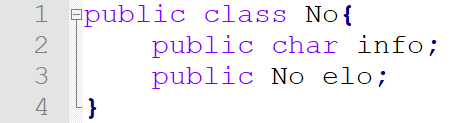 1 public class No{
2 public char info;
3 public No elo;
4 }